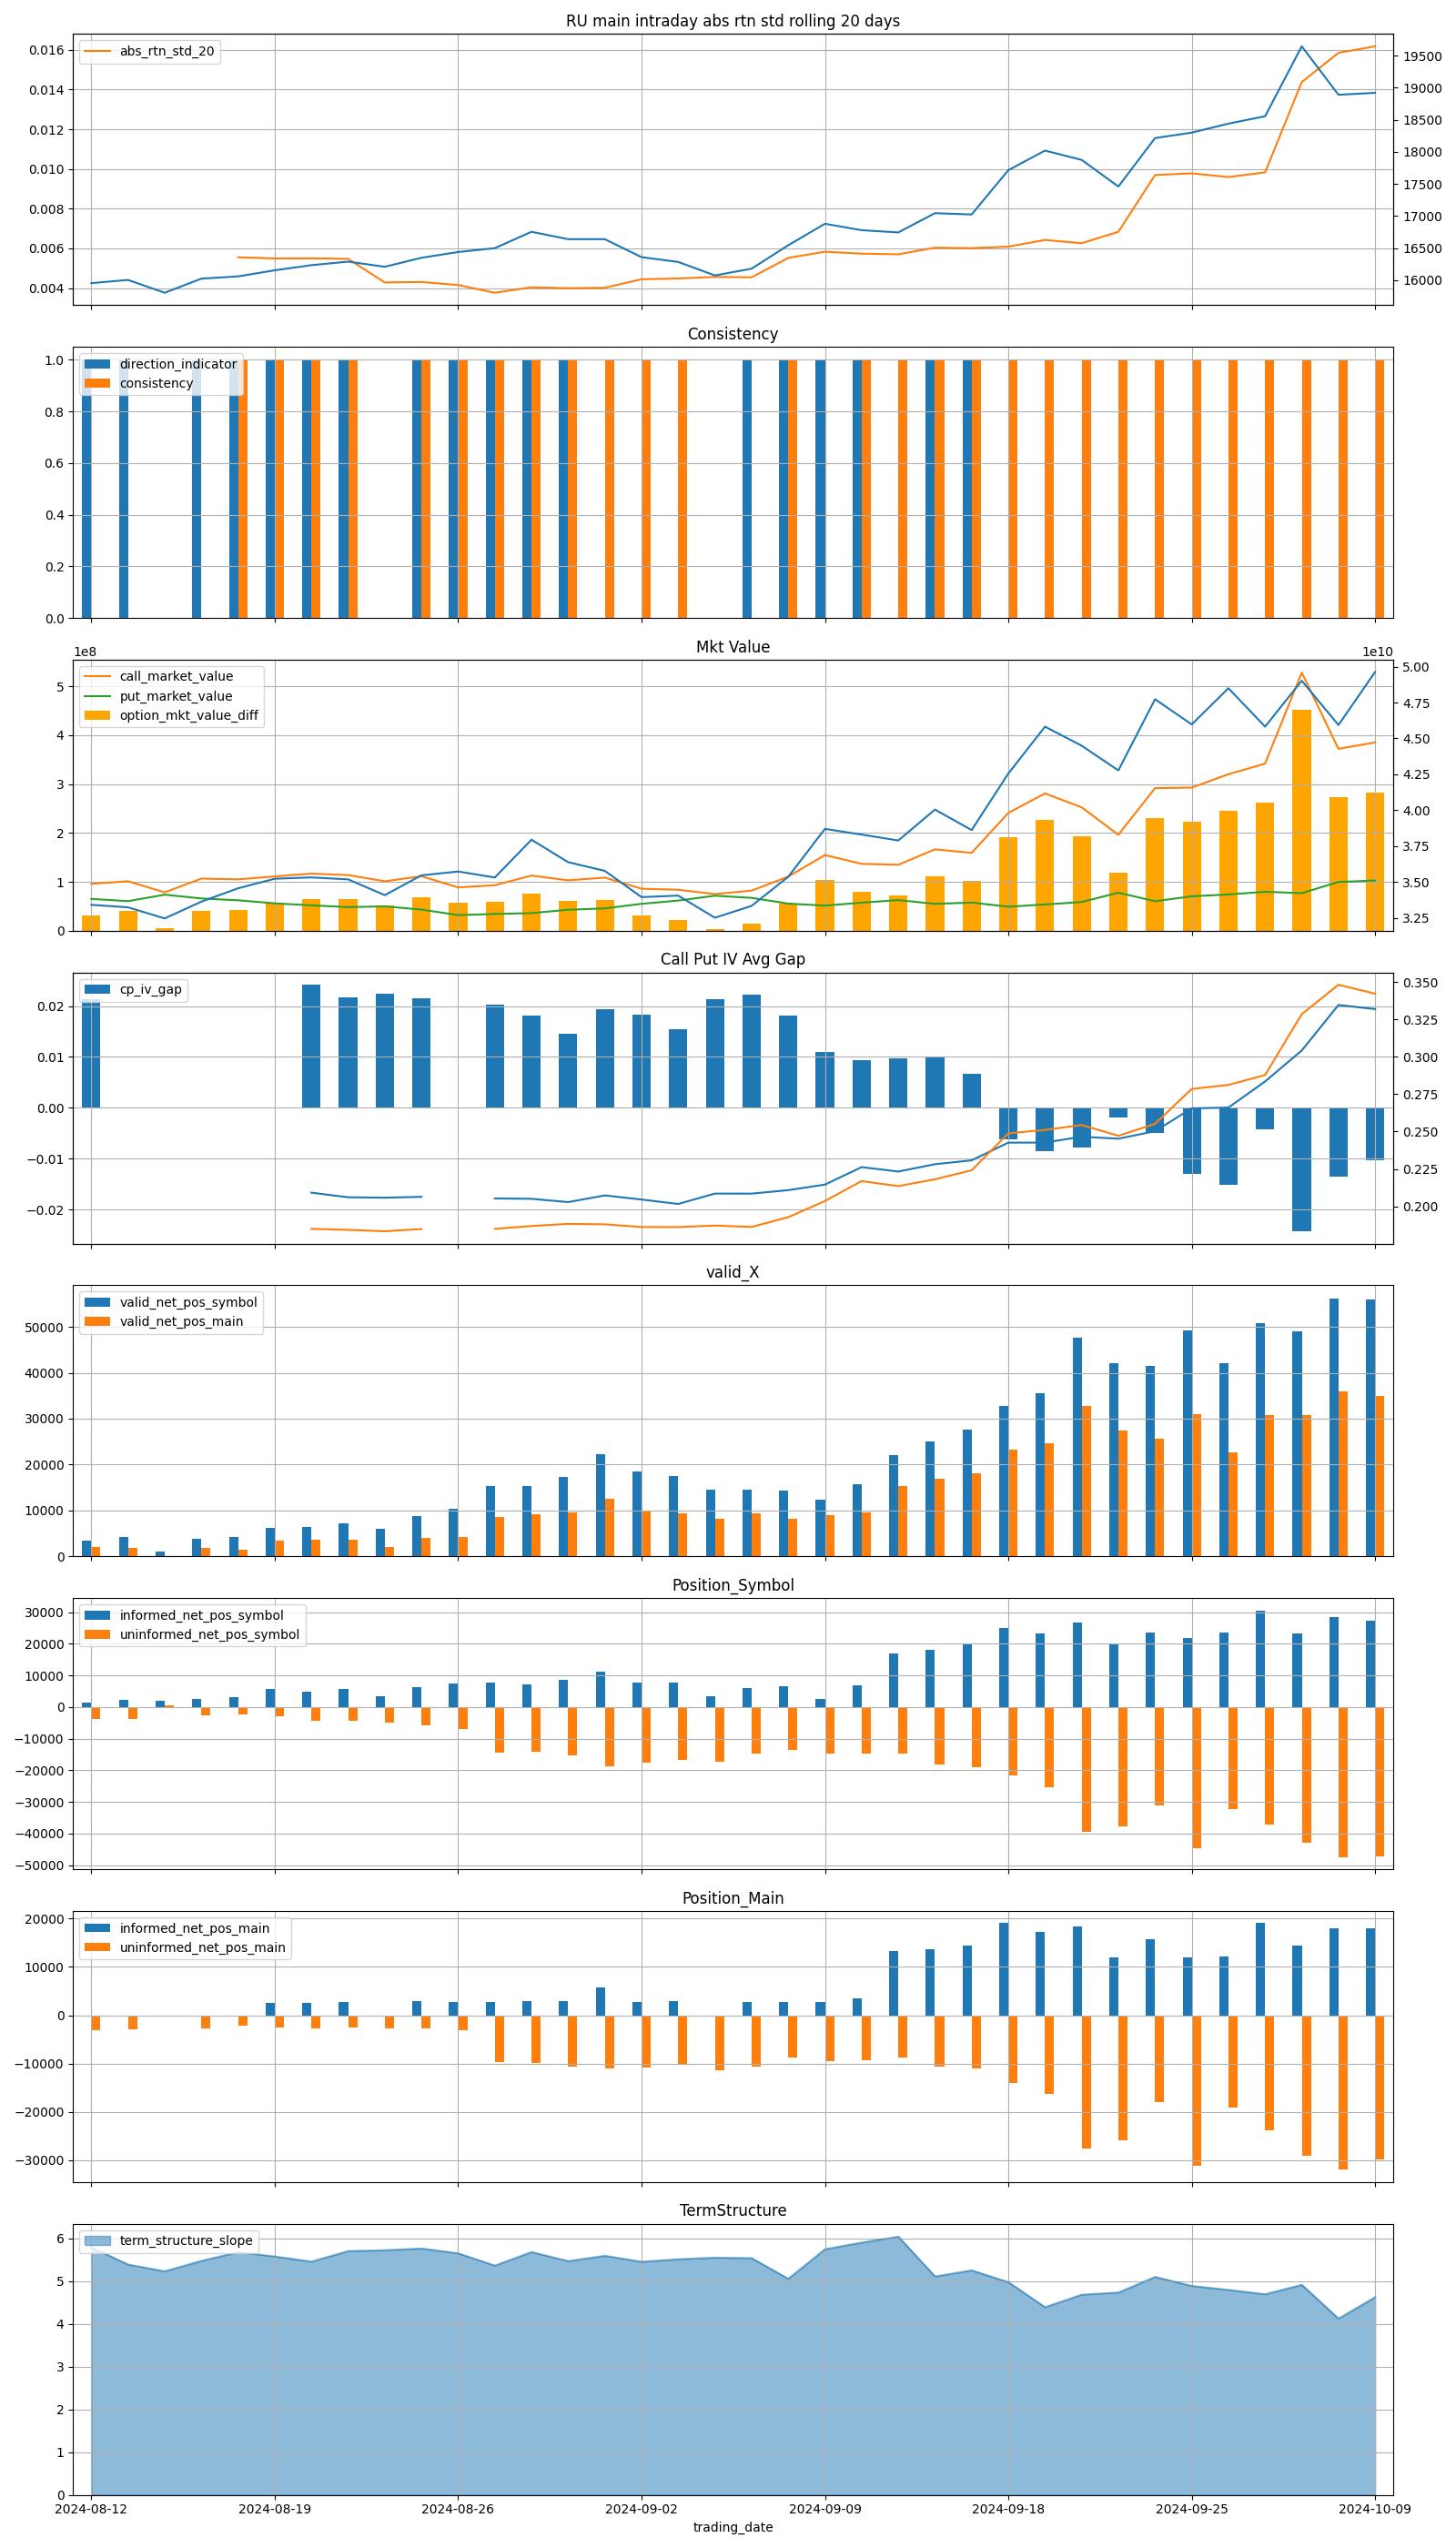 RU main intraday abs rtn std rolling 20 days
abs_rtn_std_20
0.016
0.014
0.012
0.010
0.008
0.006
0.004
19500
19000
18500
18000
17500
17000
16500
16000
Consistency
direction_indicator
consistency
1.0
0.8
0.6
0.4
0.2
0.0
Mkt Value
1e8
1e10
call_market_value
put_market_value
option_mkt_value_diff
5
4
3
2
1
0
5.00
4.75
4.50
4.25
4.00
3.75
3.50
3.25
Call Put IV Avg Gap
cp_iv_gap
0.02
0.01
0.00
−0.01
−0.02
0.350
0.325
0.300
0.275
0.250
0.225
0.200
valid_X
valid_net_pos_symbol
valid_net_pos_main
50000
40000
30000
20000
10000
0
Position_Symbol
informed_net_pos_symbol
uninformed_net_pos_symbol
30000
20000
10000
0
−10000
−20000
−30000
−40000
−50000
Position_Main
informed_net_pos_main
uninformed_net_pos_main
20000
10000
0
−10000
−20000
−30000
TermStructure
term_structure_slope
6
5
4
3
2
1
0
2024-08-12 2024-08-19 2024-08-26 2024-09-02 2024-09-09 2024-09-18 2024-09-25 2024-10-09
trading_date